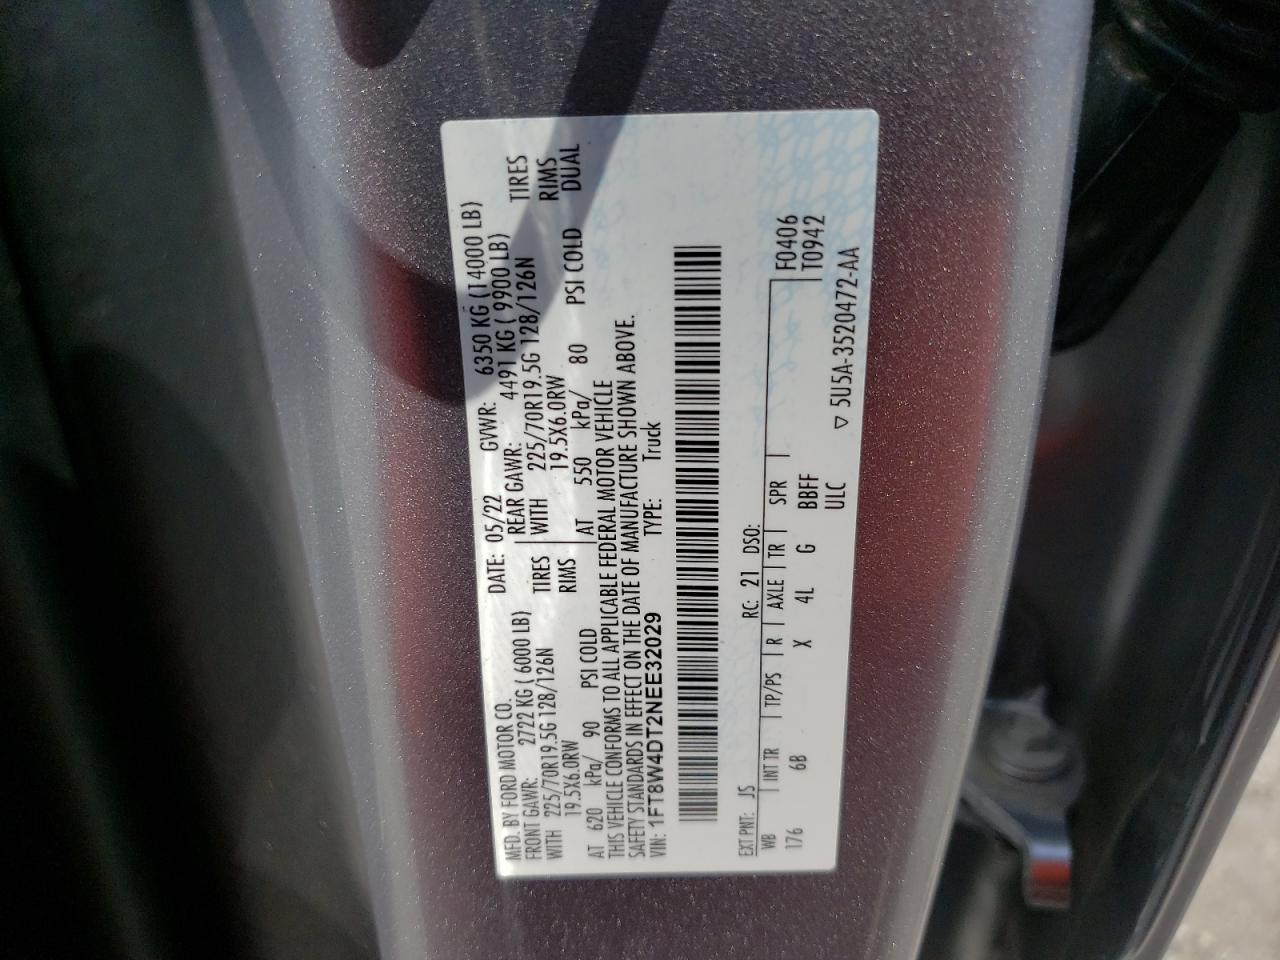 MFD. BY FORD MOTOR CO. DATE: 05/22 GVWR: 6350 KG (14000 LB)
FRONT GAWR: 2722 KG ( 6000 LB) REAR GAWR: 4491 KG ( 9900 LB)
WITH 225/70R19.5G 128/126N TIRES WITH 225/70R19.5G 128/126N TIRES
19.5X6.0RW RIMS 19.5X6.0RW RIMS
AT 620 kPa/ 90 PSI COLD AT 550 kPa/ 80 PSI COLD DUAL
THIS VEHICLE CONFORMS TO ALL APPLICABLE FEDERAL MOTOR VEHICLE
SAFETY STANDARDS IN EFFECT ON THE DATE OF MANUFACTURE SHOWN ABOVE.
VIN: 1FT8W4DT2NEE32029 TYPE: Truck
EXT PNT: JS RC: 21 DSO:
WB INT TR TP/PS R AXLE TR SPR F0406
176 6B X 4L G BBFF T0942
ULC ▽ 5U5A-3520472-AA